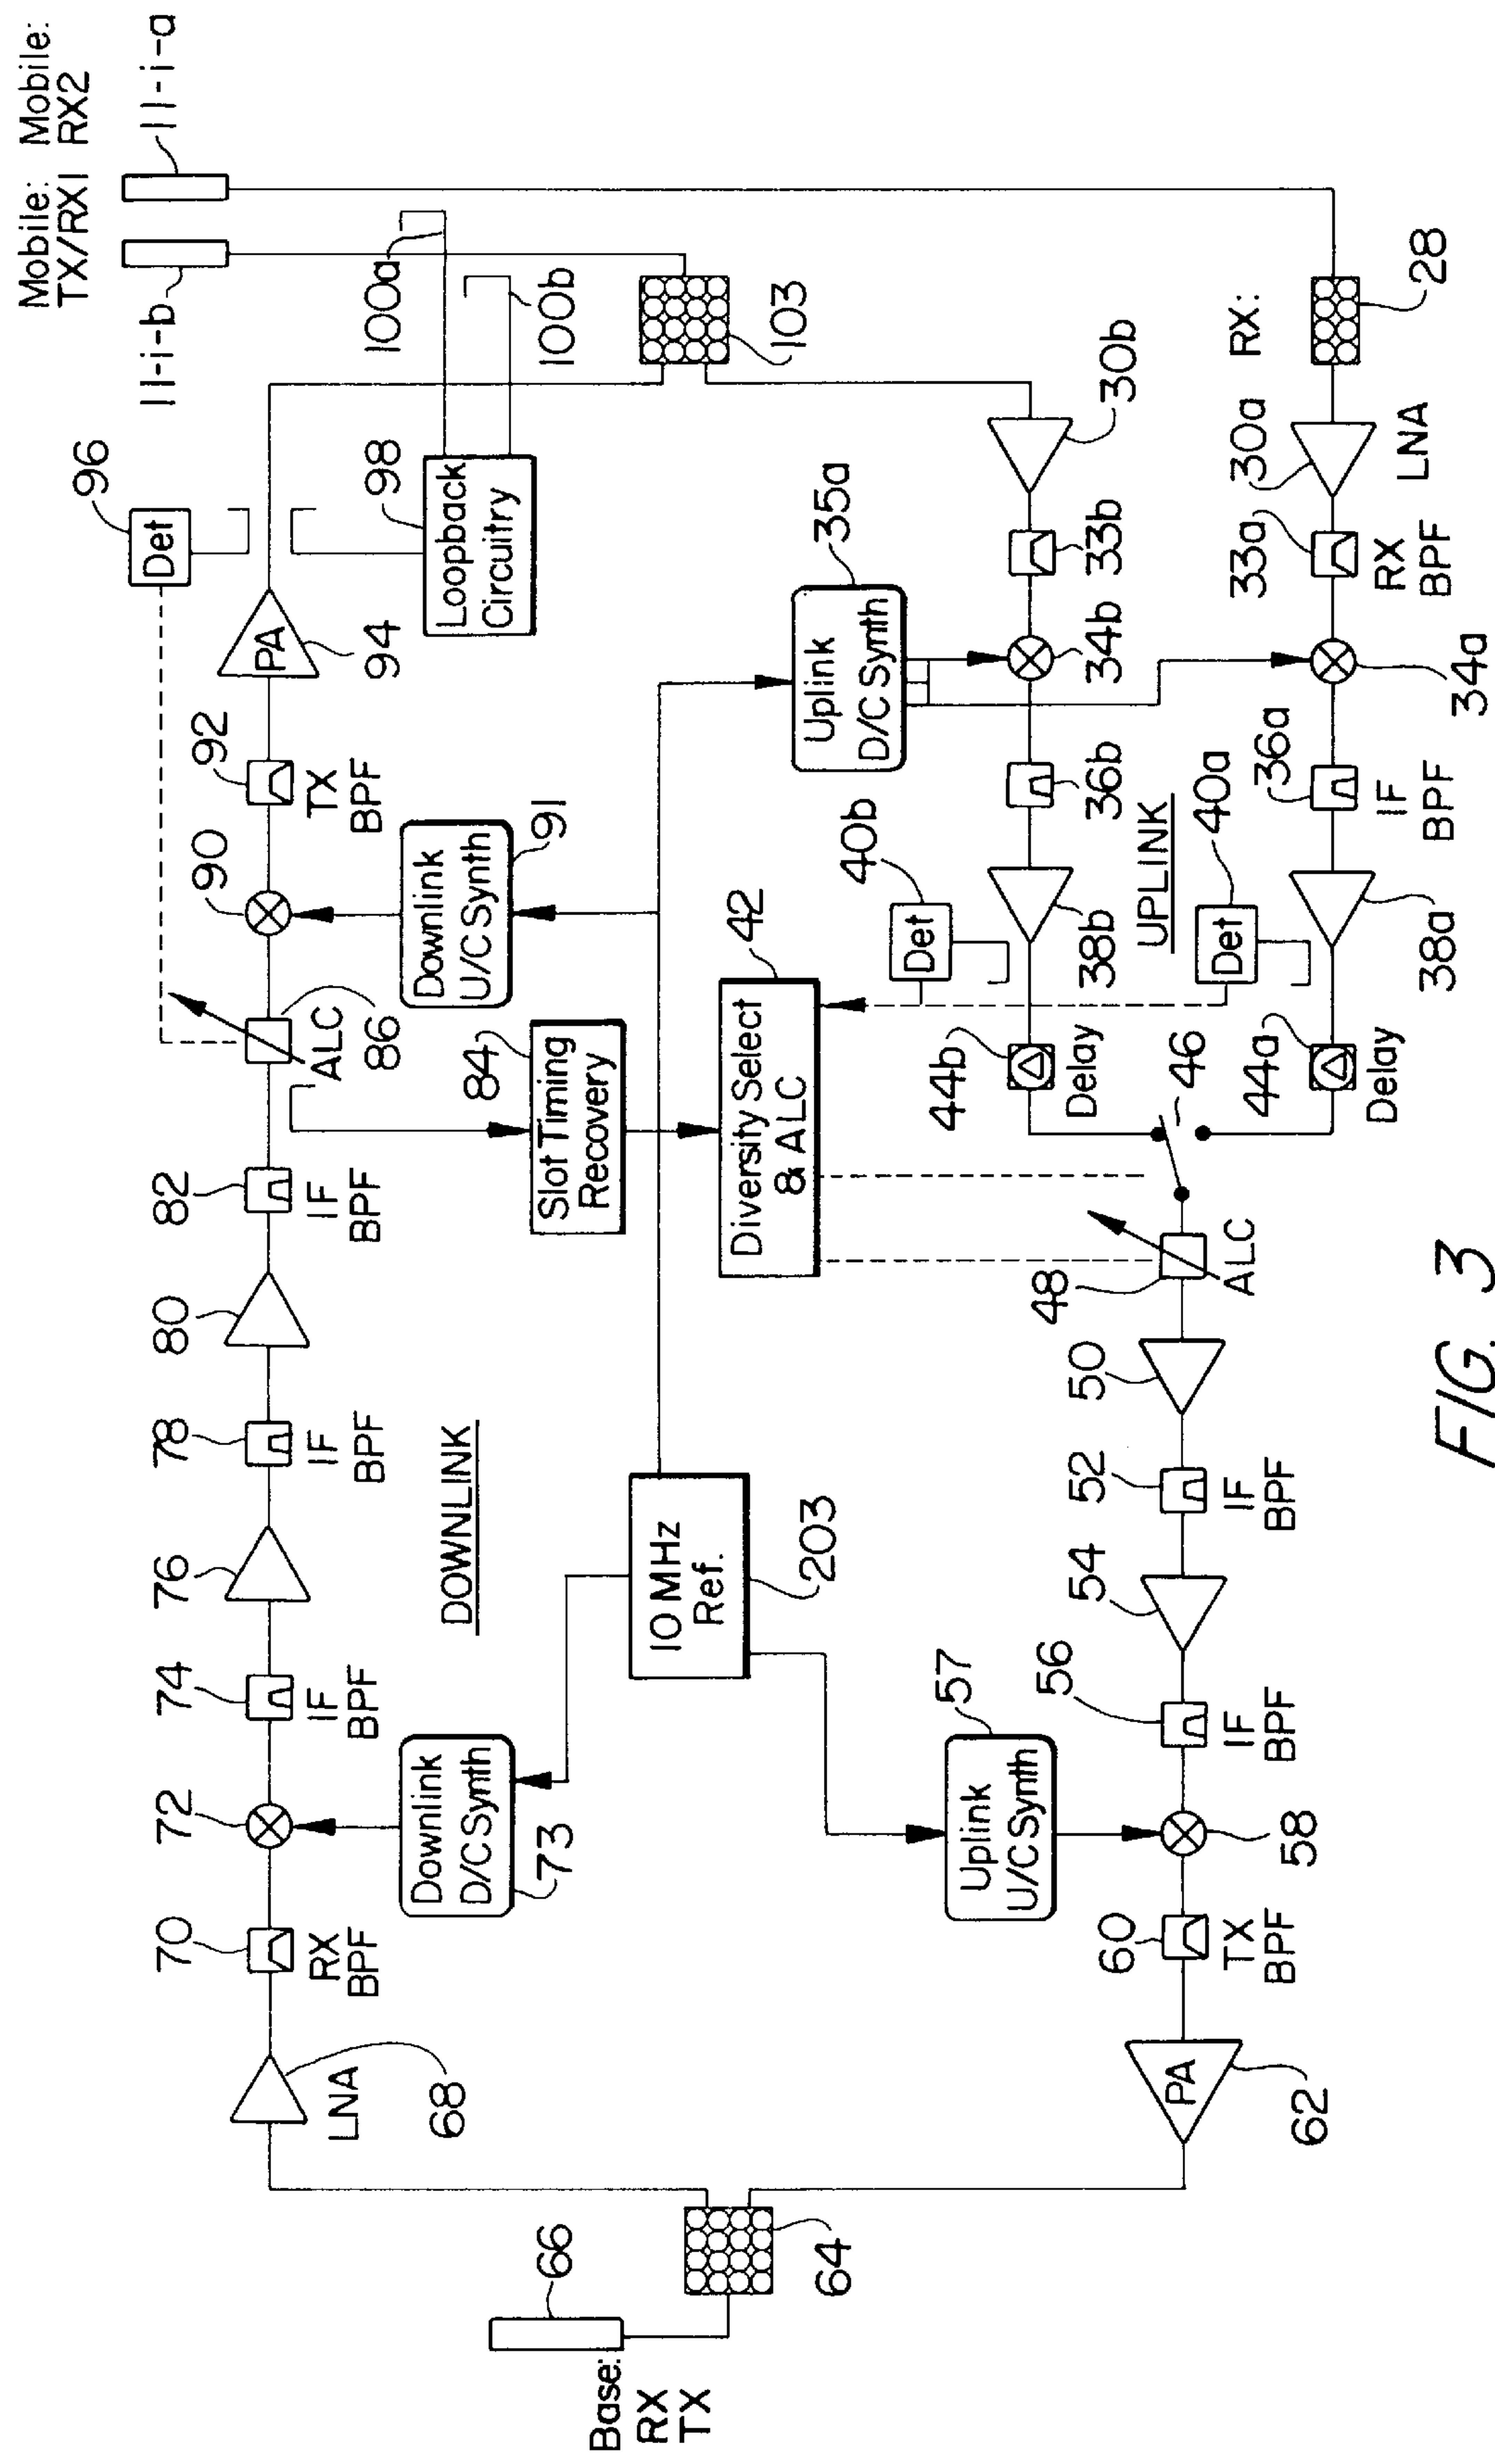 Mobile: Mobile:
TX/RX1 RX2
11-i-b
11-i-a
96
Det
100a
100b
98
Loopback
Circuitry
103
PA
94
92
TX
BPF
90
Downlink
U/C Synth
91
ALC
86
84
Slot Timing
Recovery
82
IF
BPF
80
78
IF
BPF
76
74
IF
BPF
72
Downlink
D/C Synth
73
70
RX
BPF
68
LNA
DOWNLINK
10 MHz
Ref.
203
42
Diversity Select
& ALC
35a
Uplink
D/C Synth
66
Base:
RX
TX
64
30b
33b
34b
36b
40b
Det
38b
44b
Delay
UPLINK
RX:
28
30a
LNA
33a
RX
BPF
34a
36a
IF
BPF
40a
Det
38a
44a
Delay
46
48
ALC
50
52
IF
BPF
54
56
IF
BPF
57
Uplink
U/C Synth
58
60
TX
BPF
PA
62
FIG. 3